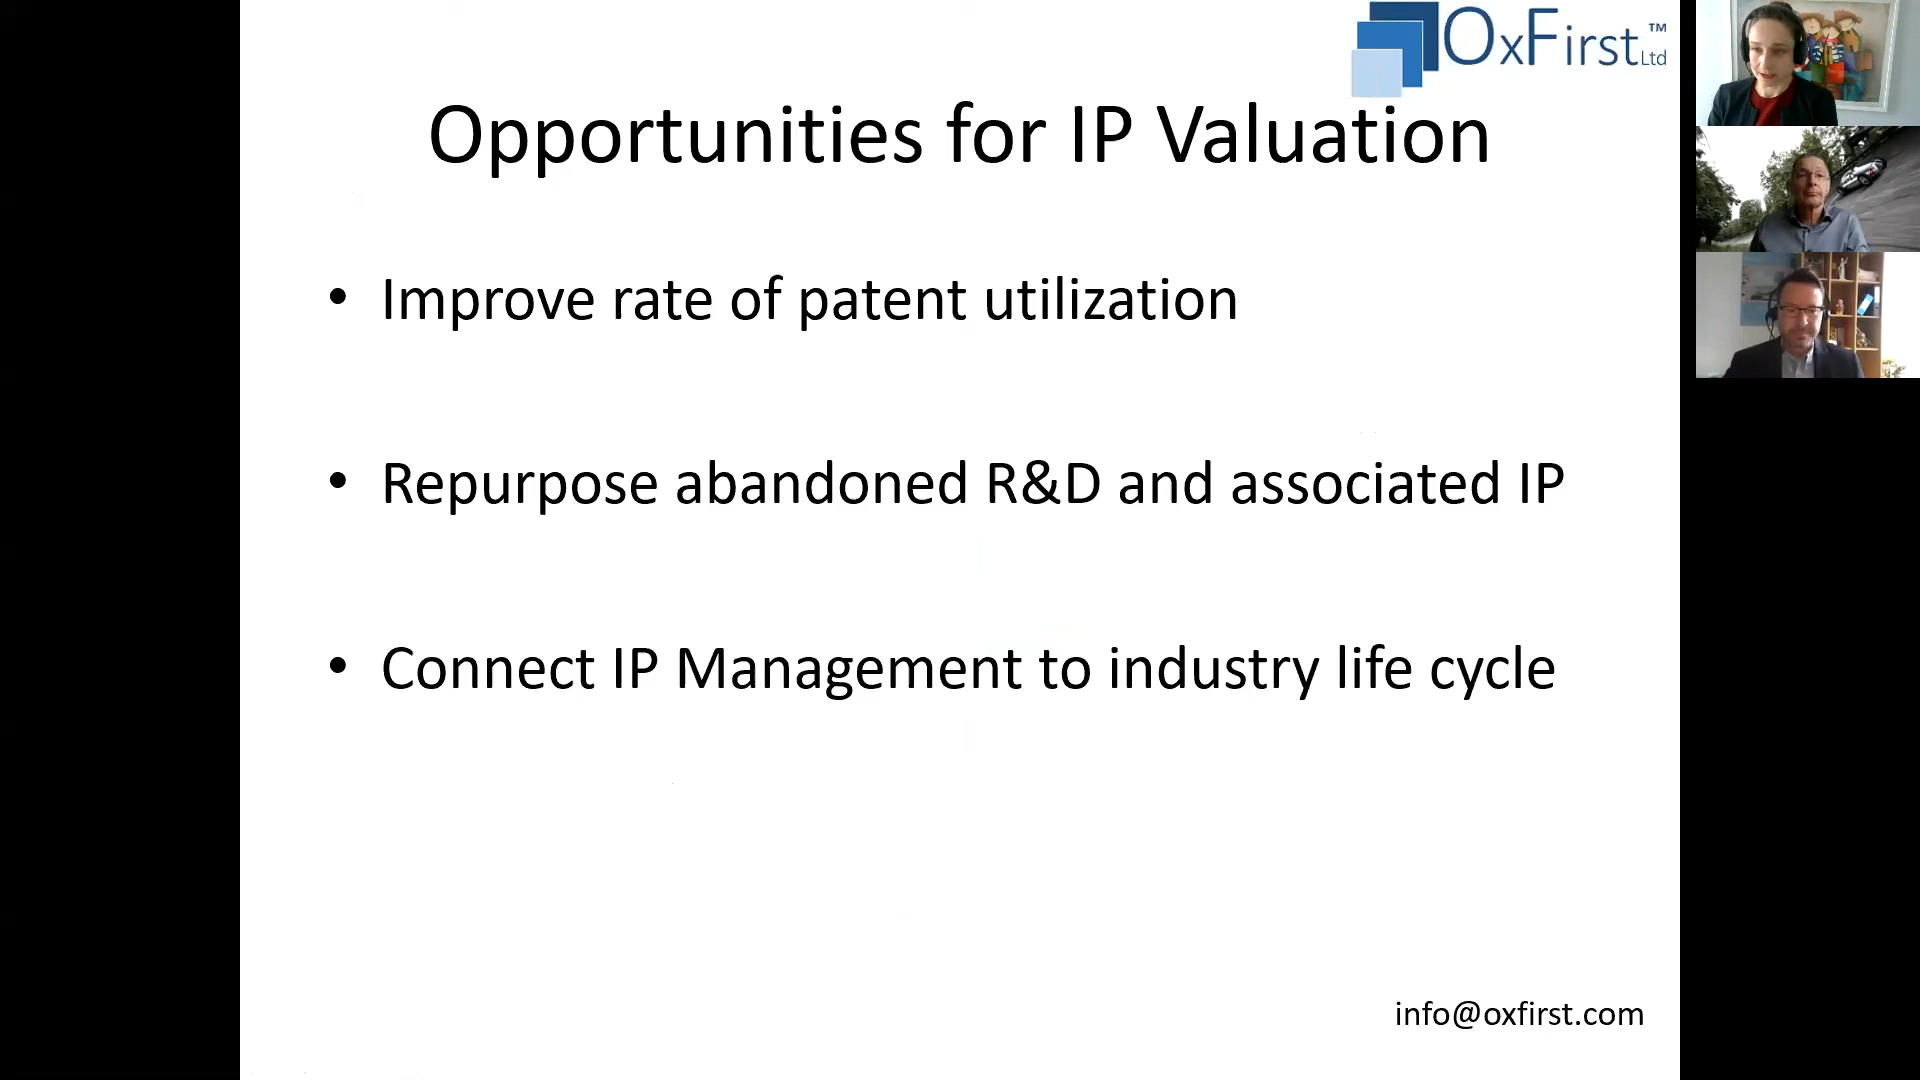 OxFirst™ Ltd
Opportunities for IP Valuation
• Improve rate of patent utilization
• Repurpose abandoned R&D and associated IP
• Connect IP Management to industry life cycle
info@oxfirst.com